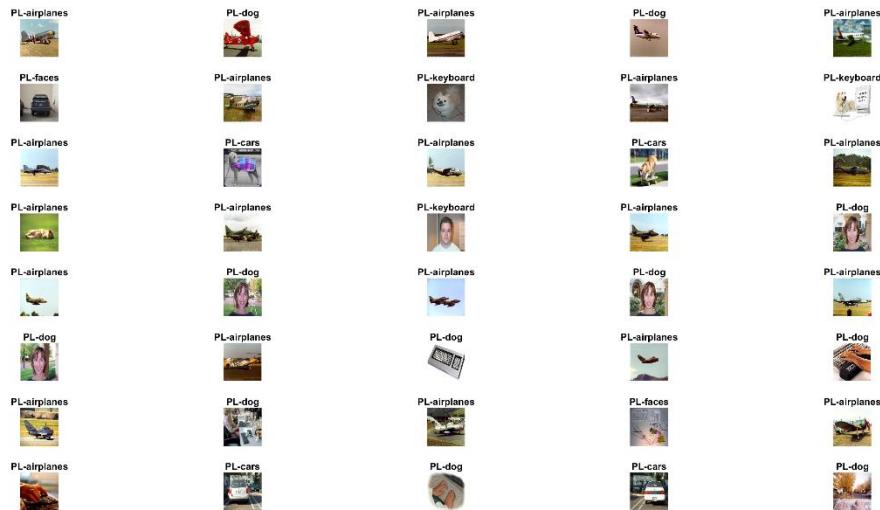 PL-airplanes PL-dog PL-airplanes PL-dog PL-airplanes
PL-faces PL-airplanes PL-keyboard PL-airplanes PL-keyboard
PL-airplanes PL-cars PL-airplanes PL-cars PL-airplanes
PL-airplanes PL-airplanes PL-keyboard PL-airplanes PL-dog
PL-airplanes PL-dog PL-airplanes PL-dog PL-airplanes
PL-dog PL-airplanes PL-dog PL-airplanes PL-dog
PL-airplanes PL-dog PL-airplanes PL-faces PL-airplanes
PL-airplanes PL-cars PL-dog PL-cars PL-dog